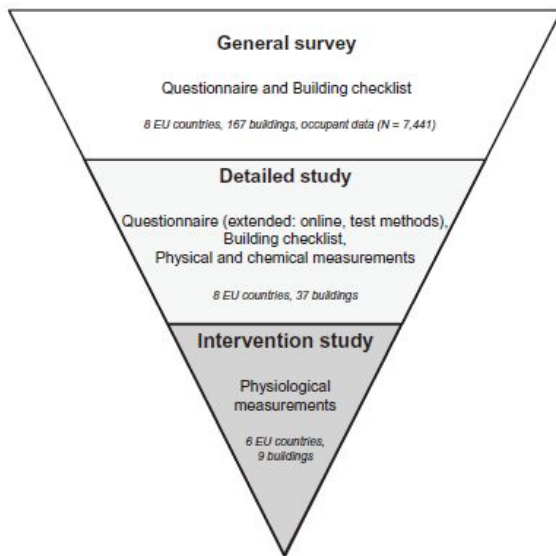 General survey
Questionnaire and Building checklist
8 EU countries, 167 buildings, occupant data (N = 7,441)
Detailed study
Questionnaire (extended: online, test methods),
Building checklist,
Physical and chemical measurements
8 EU countries, 37 buildings
Intervention study
Physiological
measurements
6 EU countries,
9 buildings